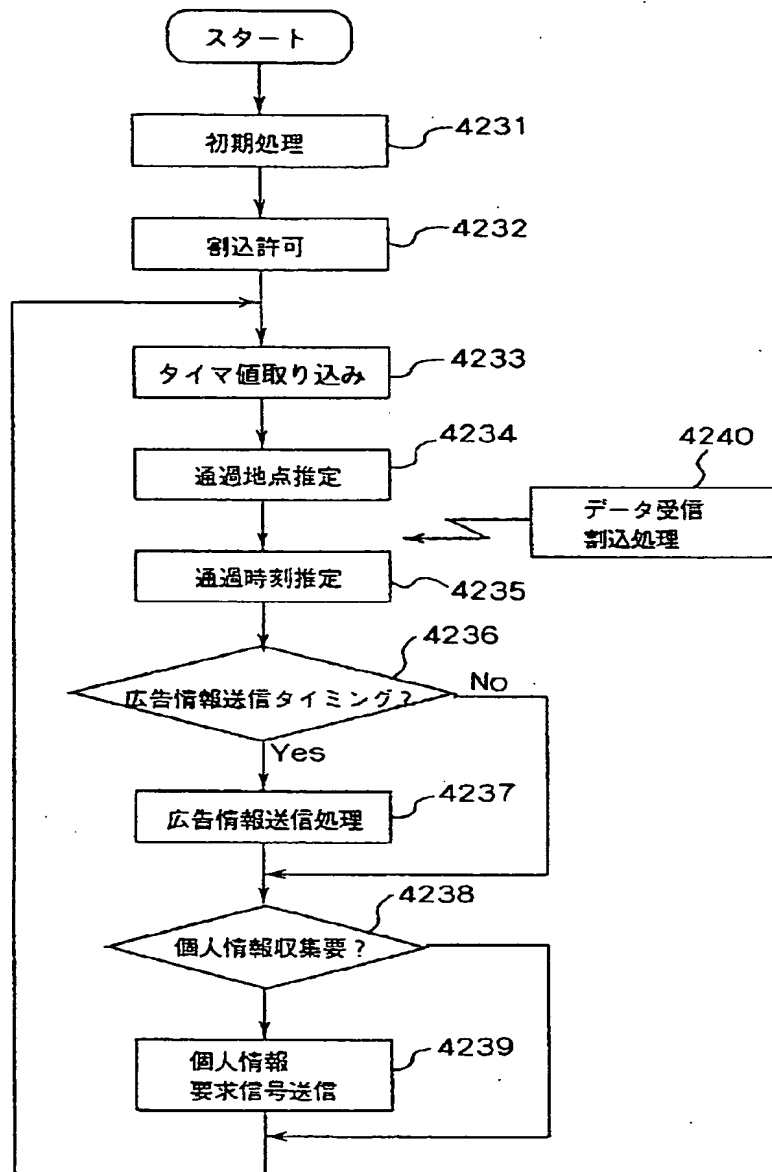 スタート
初期処理
4231
割込許可
4232
タイマ値取り込み
4233
通過地点推定
4234
4240
データ受信
割込処理
通過時刻推定
4235
4236
広告情報送信タイミング?
No
Yes
広告情報送信処理
4237
4238
個人情報収集要?
個人情報
要求信号送信
4239